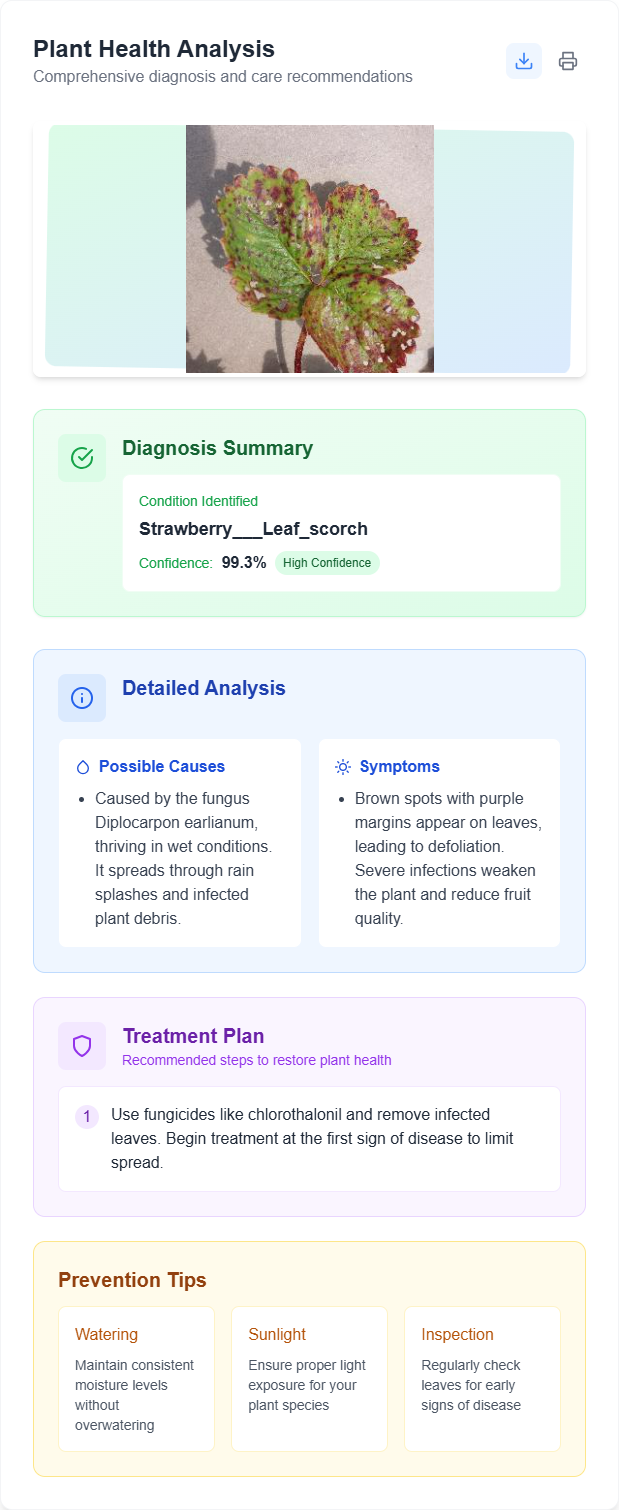 Plant Health Analysis
Comprehensive diagnosis and care recommendations
Diagnosis Summary
Condition Identified
Strawberry___Leaf_scorch
Confidence: 99.3% High Confidence
Detailed Analysis
Possible Causes
Caused by the fungus
Diplocarpon earlianum,
thriving in wet conditions.
It spreads through rain
splashes and infected
plant debris.
Symptoms
Brown spots with purple
margins appear on leaves,
leading to defoliation.
Severe infections weaken
the plant and reduce fruit
quality.
Treatment Plan
Recommended steps to restore plant health
1 Use fungicides like chlorothalonil and remove infected
leaves. Begin treatment at the first sign of disease to limit
spread.
Prevention Tips
Watering
Maintain consistent
moisture levels
without
overwatering
Sunlight
Ensure proper light
exposure for your
plant species
Inspection
Regularly check
leaves for early
signs of disease